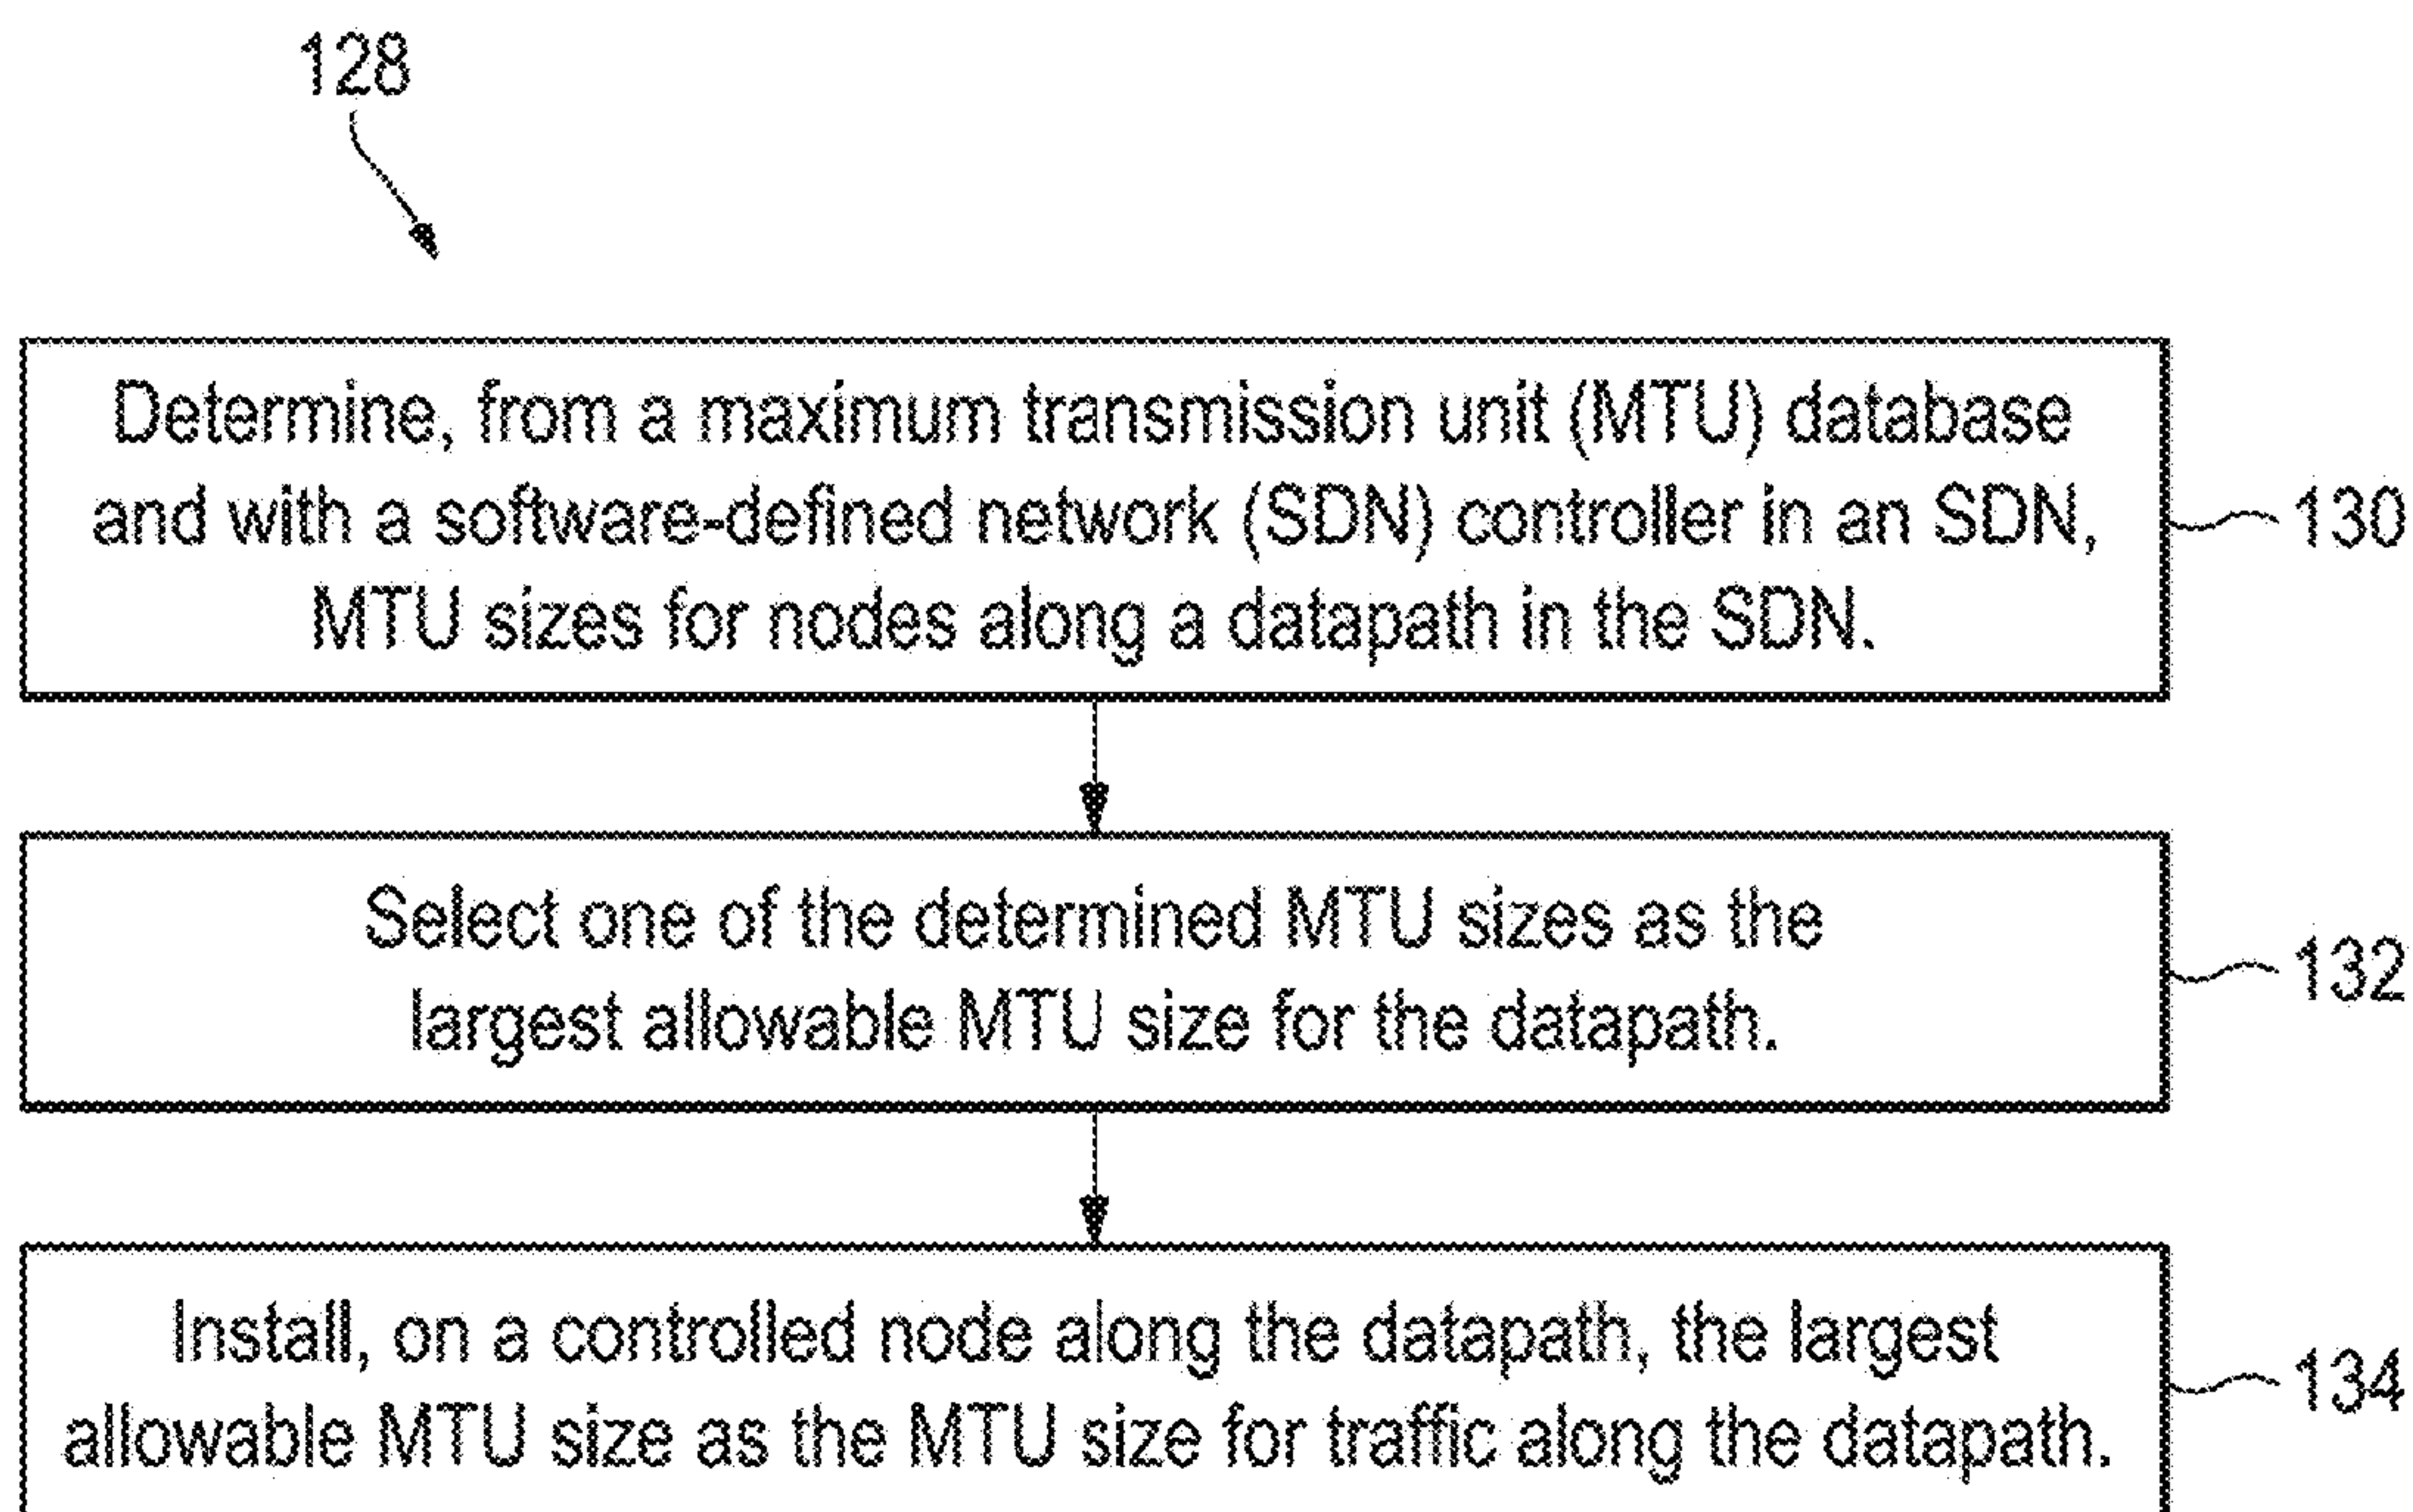 128
Determine, from a maximum transmission unit (MTU) database
and with a software-defined network (SDN) controller in an SDN,
MTU sizes for nodes along a datapath in the SDN.
130
Select one of the determined MTU sizes as the
largest allowable MTU size for the datapath.
132
Install, on a controlled node along the datapath, the largest
allowable MTU size as the MTU size for traffic along the datapath.
134